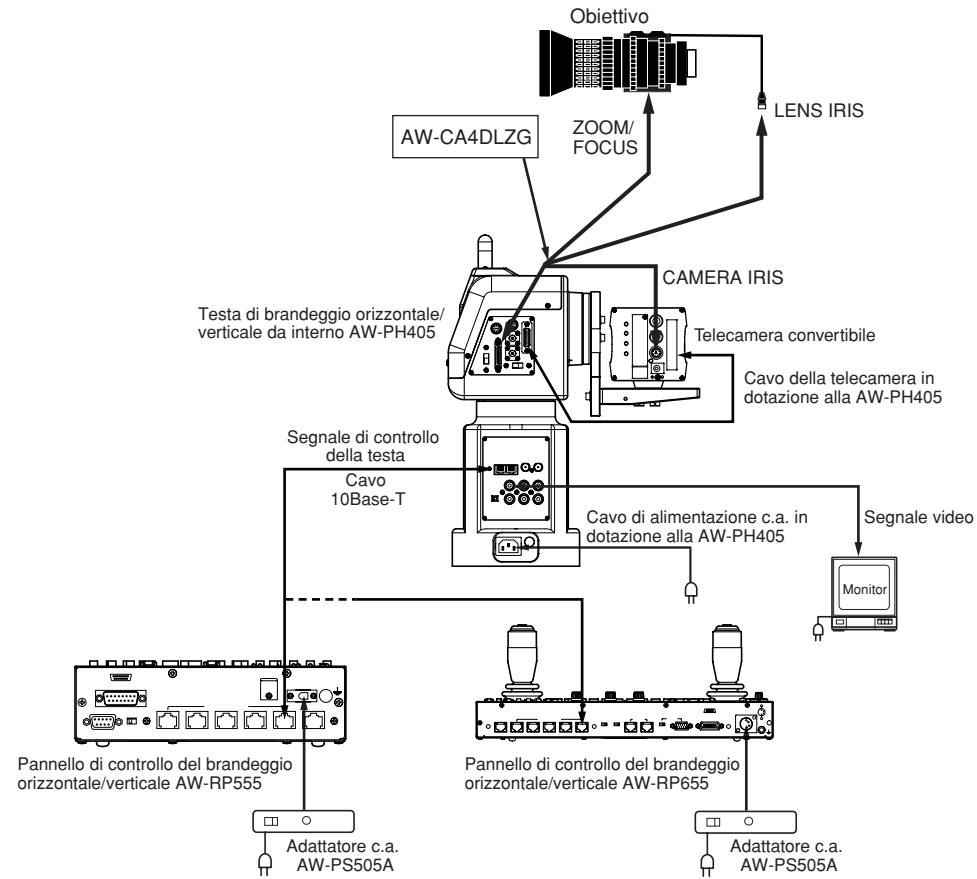 Obiettivo
LENS IRIS
ZOOM/
FOCUS
AW-CA4DLZG
CAMERA IRIS
Testa di brandeggio orizzontale/
verticale da interno AW-PH405
Telecamera convertibile
Cavo della telecamera in
dotazione alla AW-PH405
Segnale di controllo
della testa
Cavo
10Base-T
Cavo di alimentazione c.a. in
dotazione alla AW-PH405
Segnale video
Monitor
Pannello di controllo del brandeggio
orizzontale/verticale AW-RP555
Pannello di controllo del brandeggio
orizzontale/verticale AW-RP655
Adattatore c.a.
AW-PS505A
Adattatore c.a.
AW-PS505A